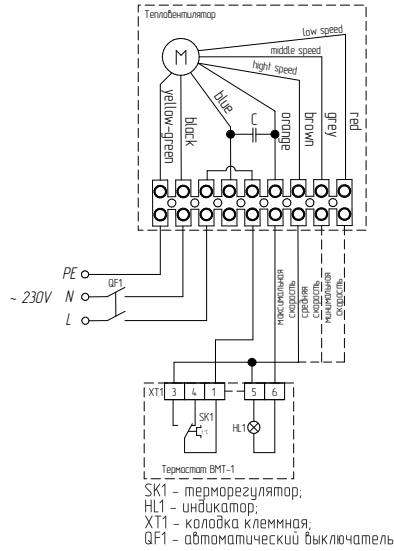 Тепловентилятор
low speed
middle speed
hight speed
M
yellow-green
black
blue
C
orange
brown
grey
red
PE
~ 230V
N
QF1
L
максимальная
скорость
средняя
скорость
минимальная
скорость
XT1
3
4
1
5
6
SK1
t°C
HL1
Термостат ВМТ-1
SK1 - терморегулятор;
HL1 - индикатор;
XT1 - колодка клеммная;
QF1 - автоматический выключатель